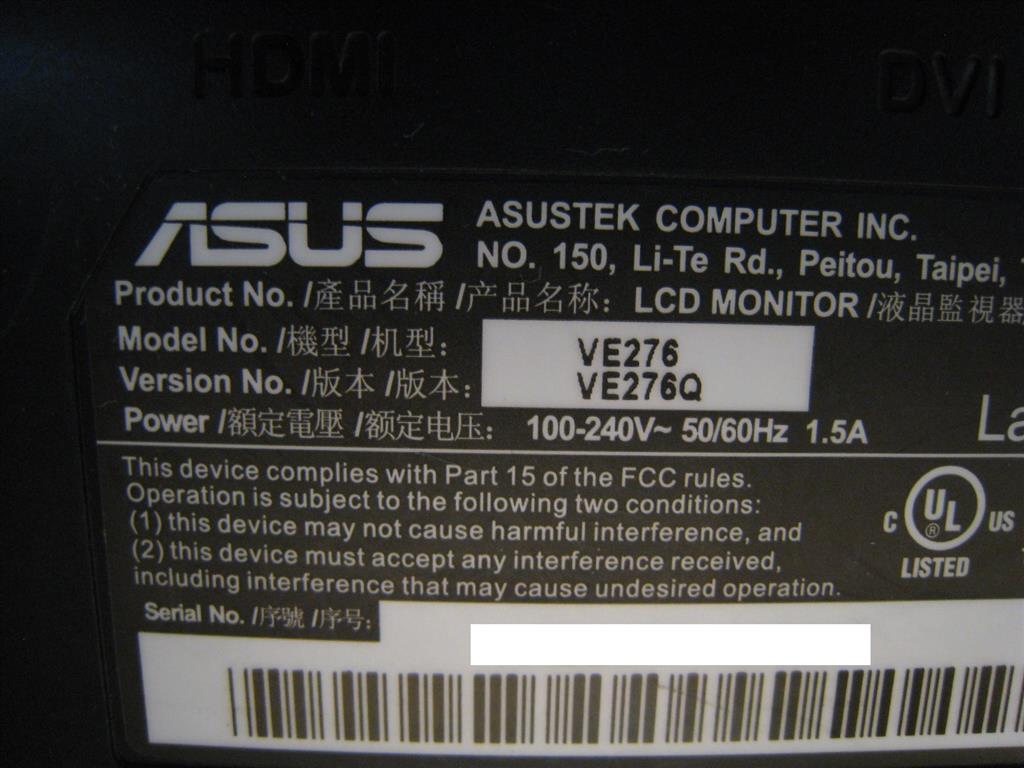 HDMI DVI
ASUS
ASUSTEK COMPUTER INC.
NO. 150, Li-Te Rd., Peitou, Taipei,
Product No. /產品名稱 /产品名称: LCD MONITOR /液晶監視器
Model No. /機型 /机型: VE276
Version No. /版本 /版本: VE276Q
Power /額定電壓 /额定电压: 100-240V~ 50/60Hz 1.5A
La
This device complies with Part 15 of the FCC rules.
Operation is subject to the following two conditions:
(1) this device may not cause harmful interference, and
(2) this device must accept any interference received,
including interference that may cause undesired operation.
C UL ® US
LISTED
Serial No. /序號 /序号: